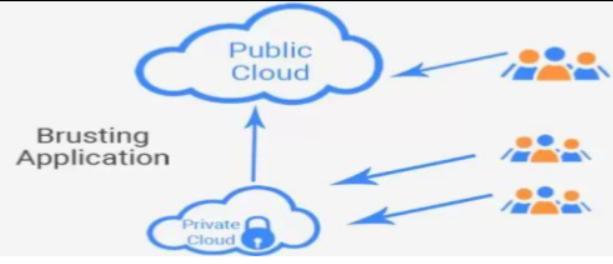 Public
Cloud
Brusting
Application
Private
Cloud